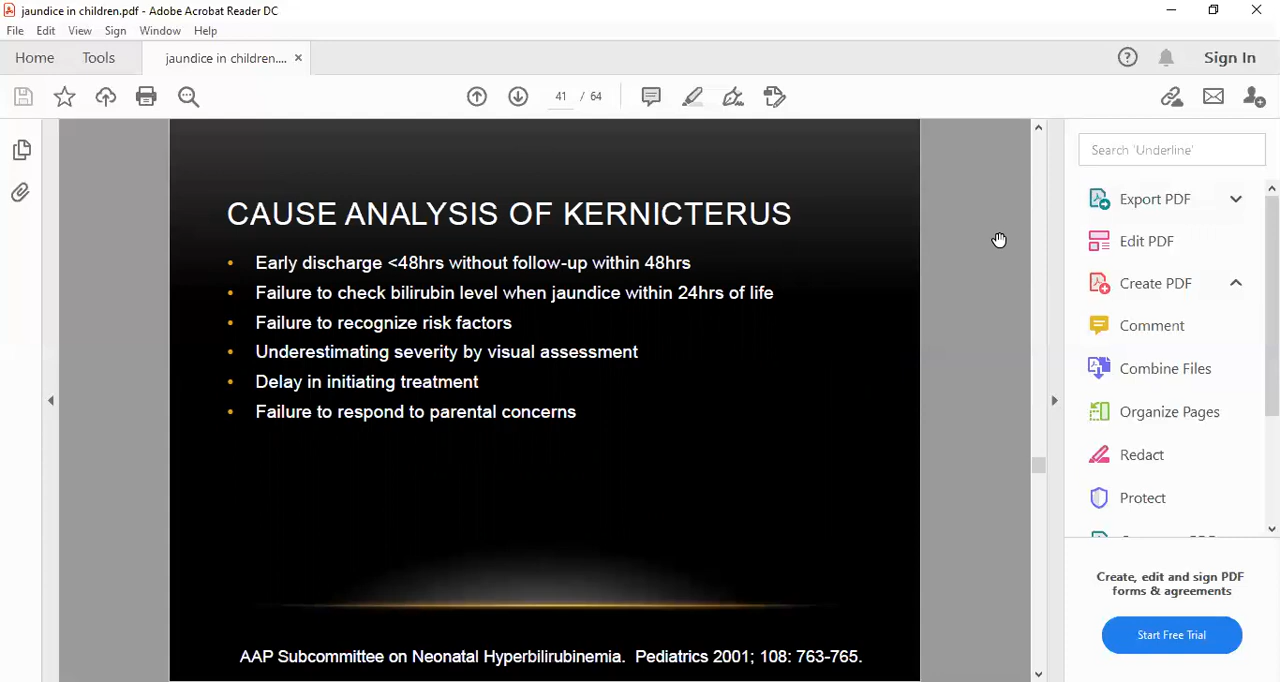 jaundice in children.pdf - Adobe Acrobat Reader DC
File Edit View Sign Window Help
Home Tools jaundice in children.... × Sign In
41 / 64
Search 'Underline'
CAUSE ANALYSIS OF KERNICTERUS
• Early discharge <48hrs without follow-up within 48hrs
• Failure to check bilirubin level when jaundice within 24hrs of life
• Failure to recognize risk factors
• Underestimating severity by visual assessment
• Delay in initiating treatment
• Failure to respond to parental concerns
AAP Subcommittee on Neonatal Hyperbilirubinemia. Pediatrics 2001; 108: 763-765.
Export PDF
Edit PDF
Create PDF
Comment
Combine Files
Organize Pages
Redact
Protect
Create, edit and sign PDF
forms & agreements
Start Free Trial